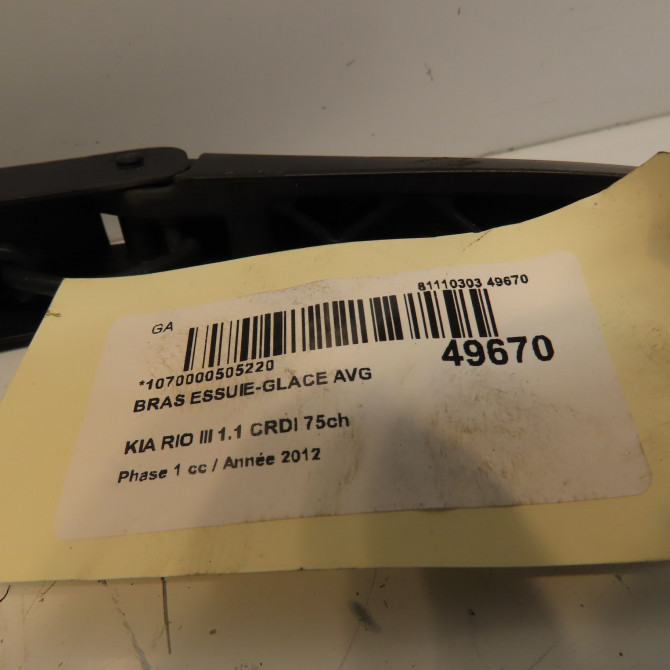 81110303 49670
GA
*1070000505220
49670
BRAS ESSUIE-GLACE AVG
KIA RIO III 1.1 CRDI 75ch
Phase 1 cc / Année 2012